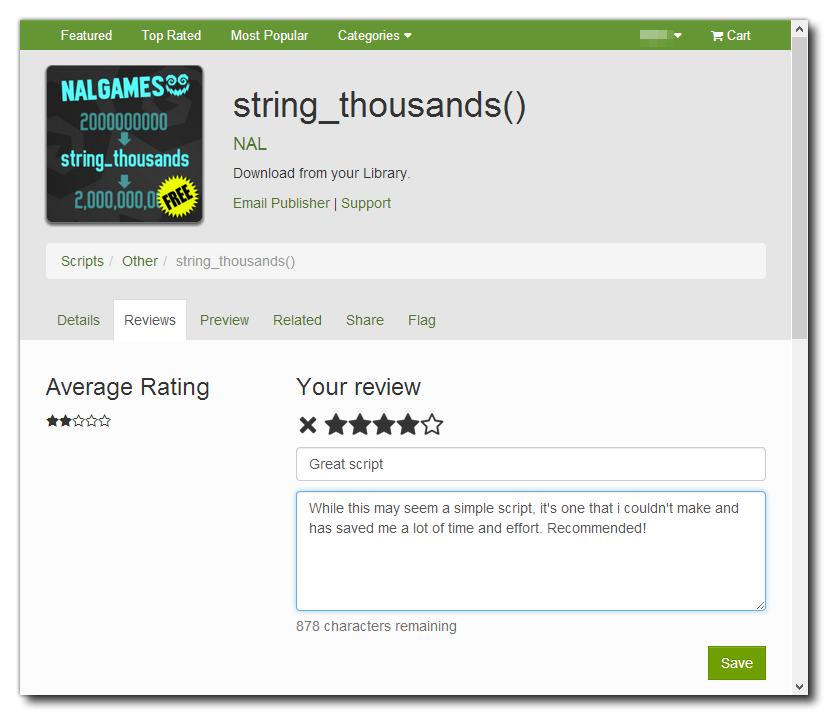 Featured Top Rated Most Popular Categories Cart
NALGAMES
2000000000
string_thousands
2,000,000,0
FREE
string_thousands()
NAL
Download from your Library.
Email Publisher | Support
Scripts / Other / string_thousands()
Details Reviews Preview Related Share Flag
Average Rating
Your review
Great script
While this may seem a simple script, it's one that i couldn't make and
has saved me a lot of time and effort. Recommended!
878 characters remaining
Save